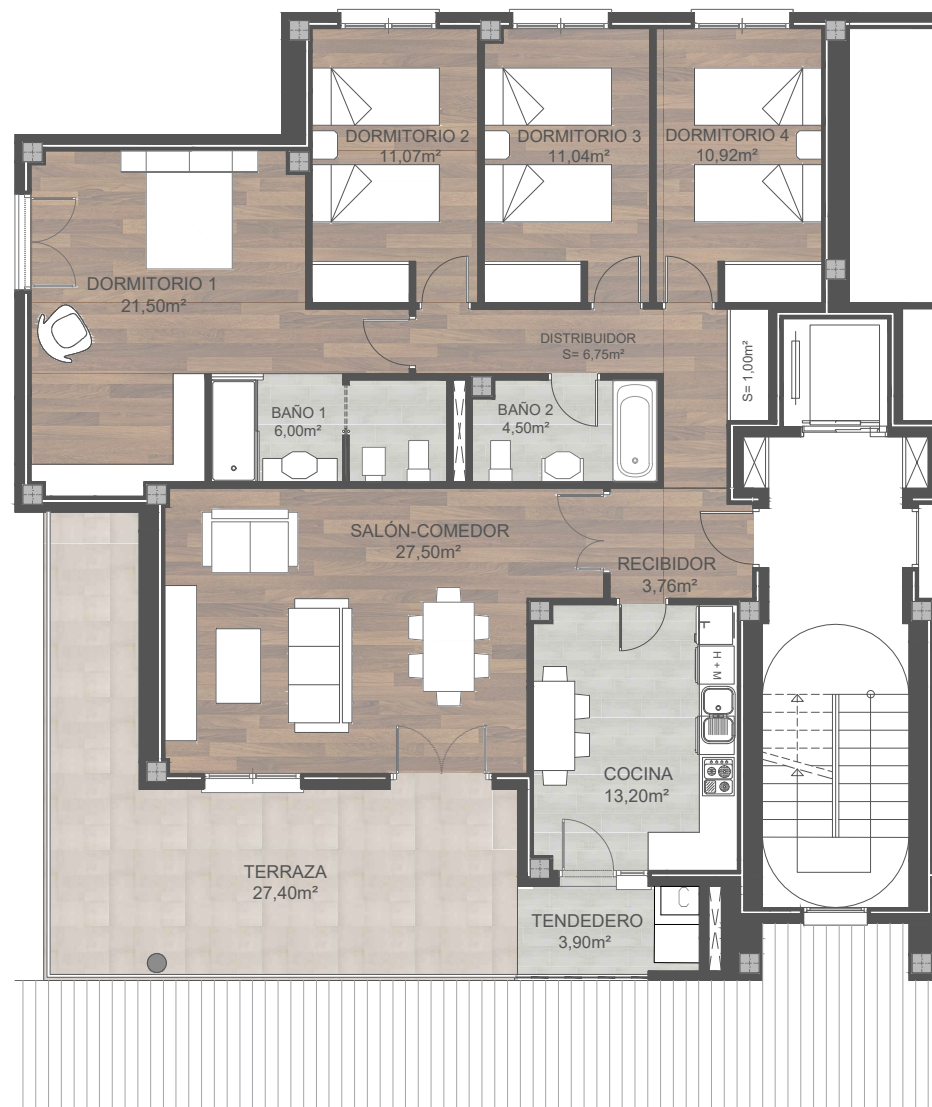 DORMITORIO 2
11,07m²
DORMITORIO 3
11,04m²
DORMITORIO 4
10,92m²
DORMITORIO 1
21,50m²
DISTRIBUIDOR
S= 6,75m²
S= 1,00m²
BAÑO 1
6,00m²
BAÑO 2
4,50m²
SALÓN-COMEDOR
27,50m²
RECIBIDOR
3,76m²
H + M
COCINA
13,20m²
TERRAZA
27,40m²
TENDEDERO
3,90m²
C